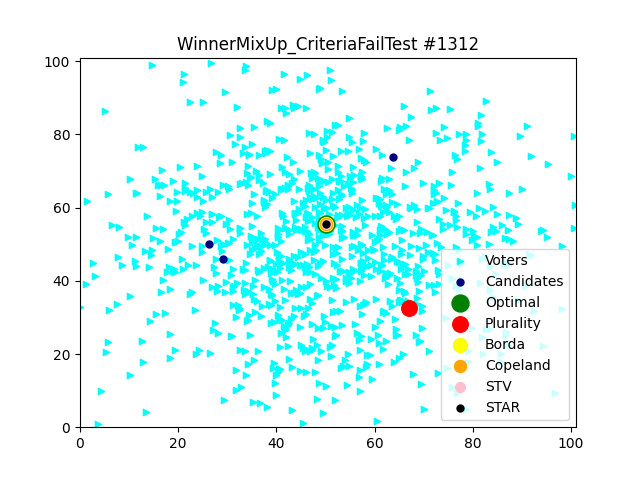 WinnerMixUp_CriteriaFailTest #1312
100
80
60
40
20
0
0
20
40
60
80
100
Voters
Candidates
Optimal
Plurality
Borda
Copeland
STV
STAR